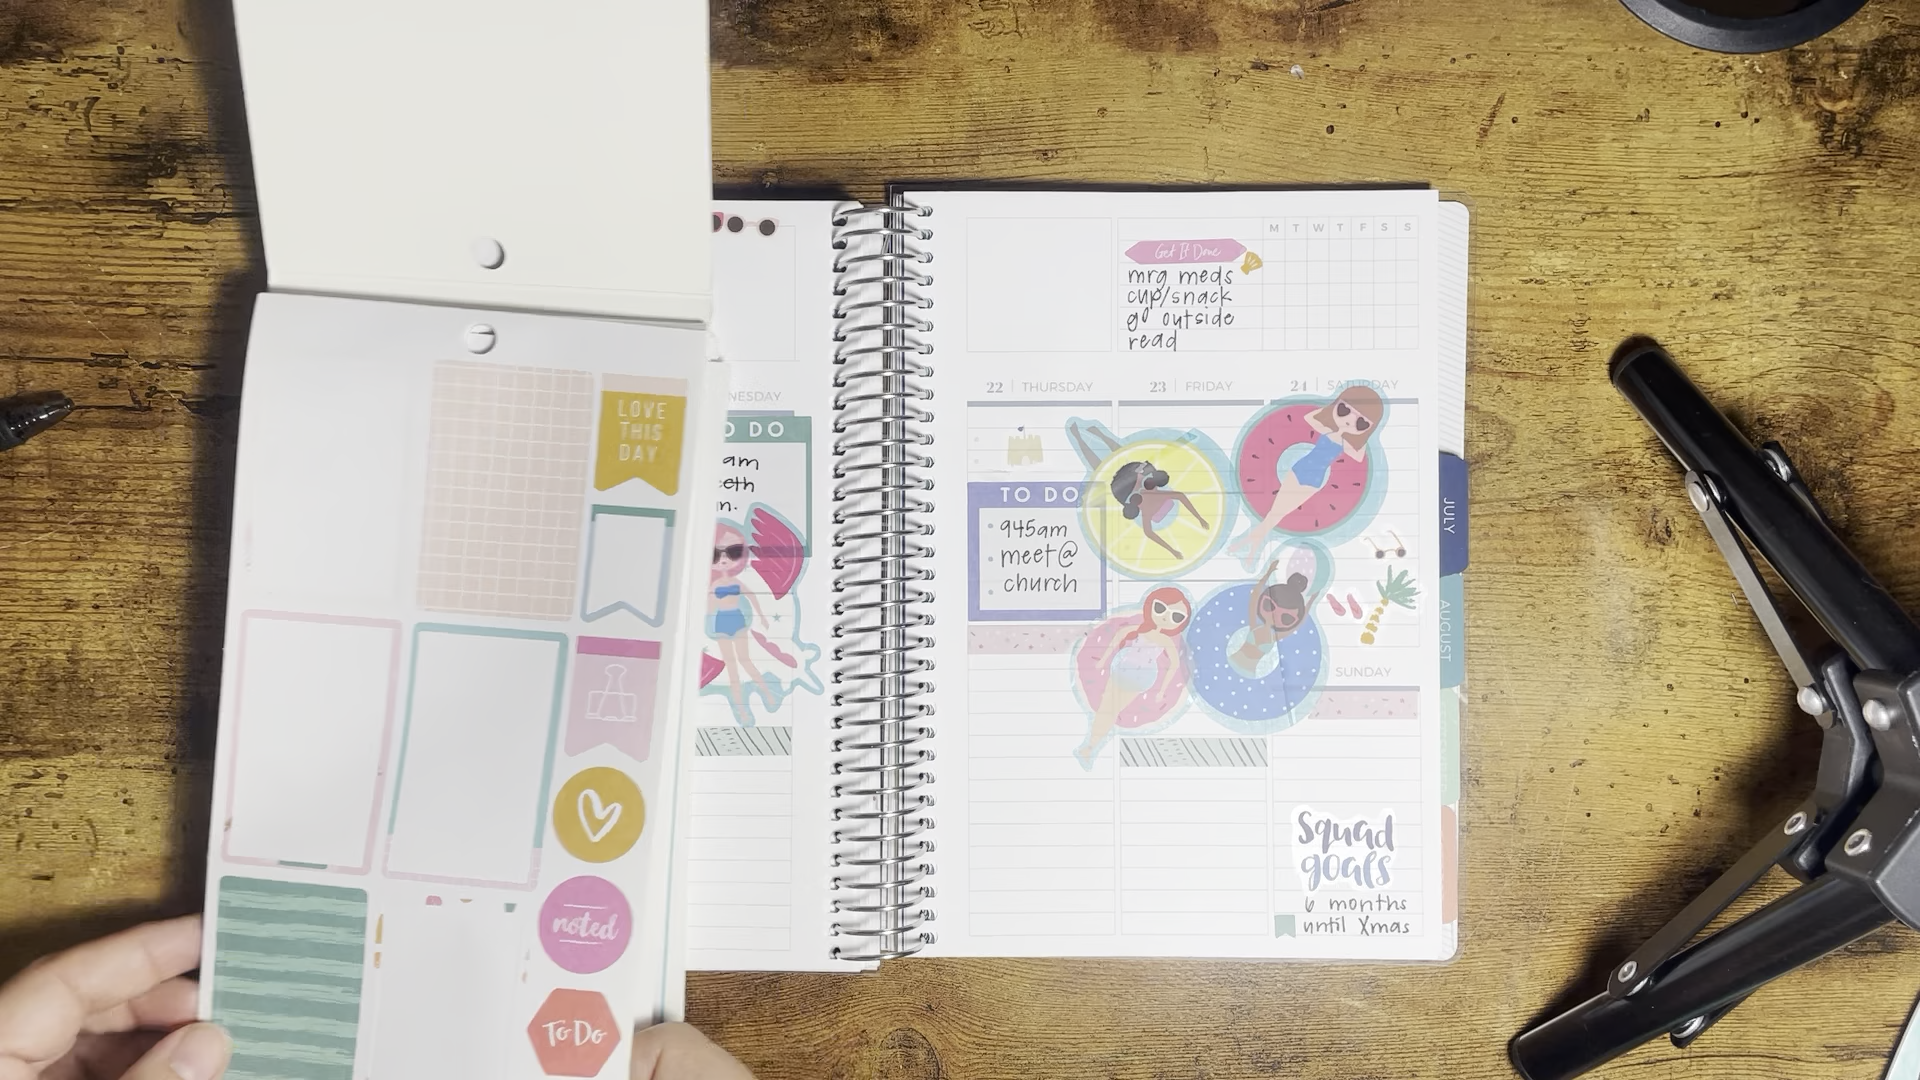 LOVE
THIS
DAY
noted
To Do
NESDAY
O DO
am
eeth
n.
M T W T F S S
Get It Done
mrg meds
cup/snack
go outside
read
22 | THURSDAY
23 | FRIDAY
24 | SATURDAY
TO DO
945am
meet@
church
SUNDAY
Squad
goals
6 months
until Xmas
JULY
AUGUST